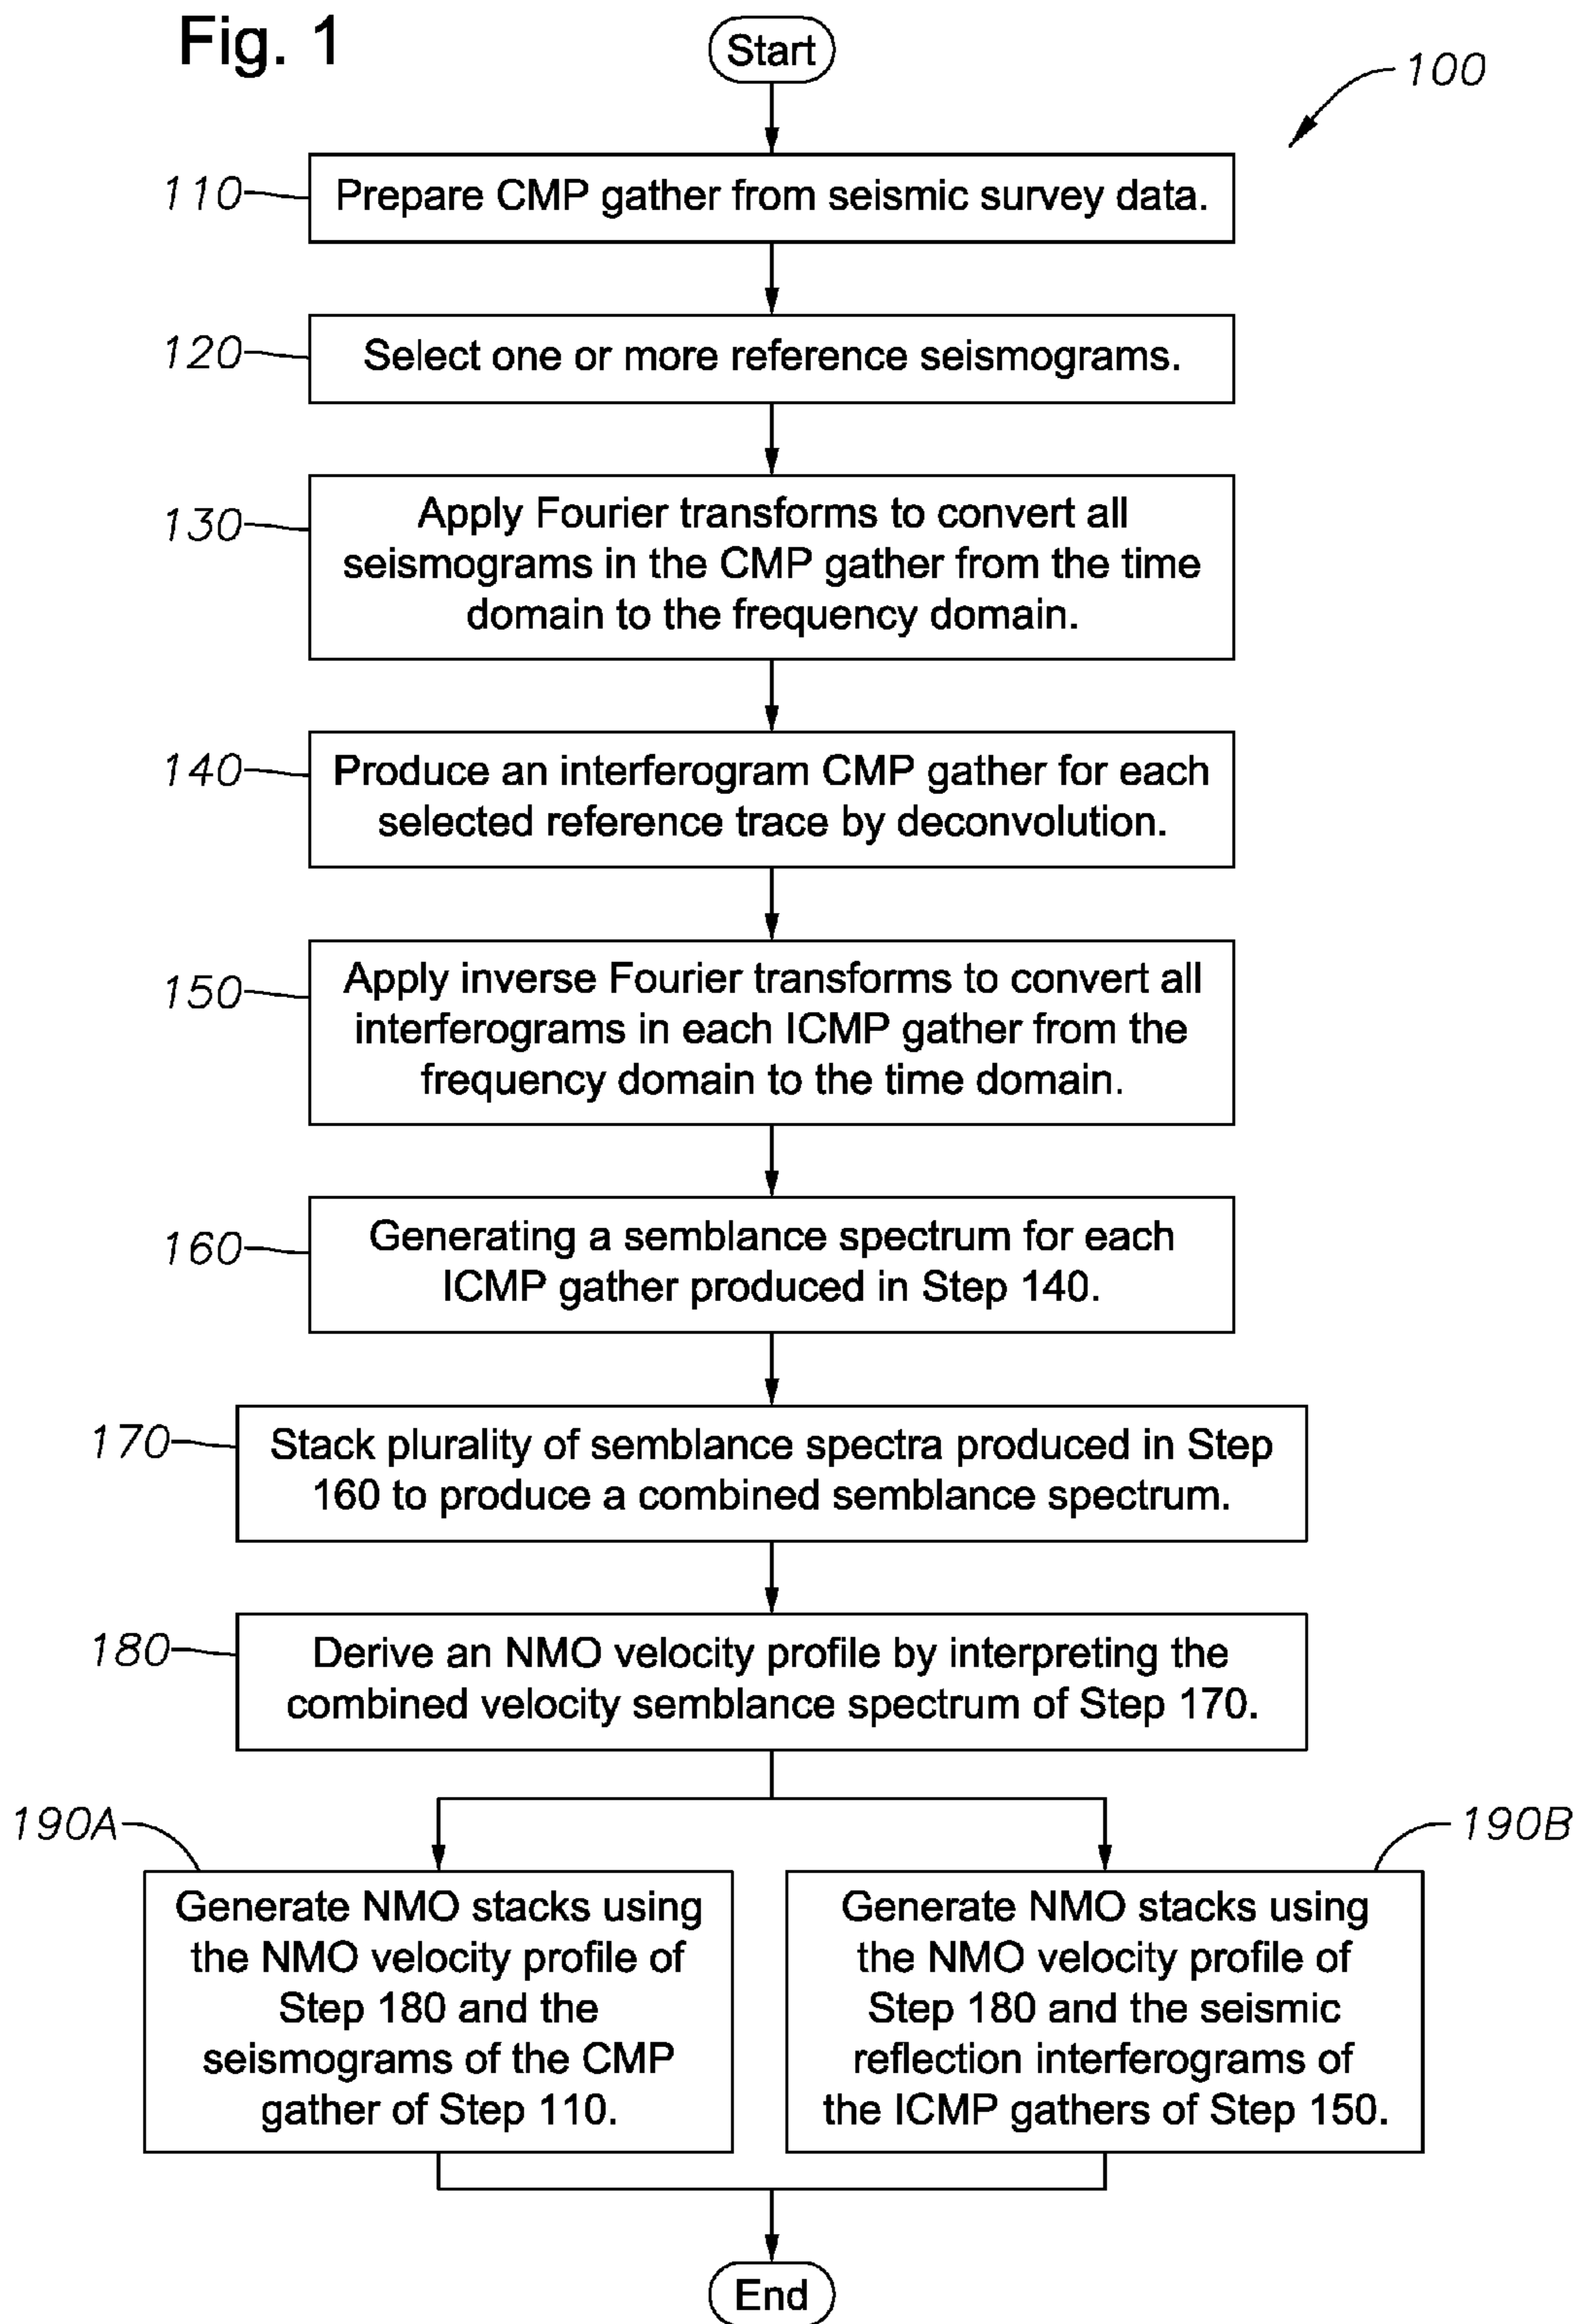 Fig. 1
Start
100
110
Prepare CMP gather from seismic survey data.
120
Select one or more reference seismograms.
130
Apply Fourier transforms to convert all
seismograms in the CMP gather from the time
domain to the frequency domain.
140
Produce an interferogram CMP gather for each
selected reference trace by deconvolution.
150
Apply inverse Fourier transforms to convert all
interferograms in each ICMP gather from the
frequency domain to the time domain.
160
Generating a semblance spectrum for each
ICMP gather produced in Step 140.
170
Stack plurality of semblance spectra produced in Step
160 to produce a combined semblance spectrum.
180
Derive an NMO velocity profile by interpreting the
combined velocity semblance spectrum of Step 170.
190A
Generate NMO stacks using
the NMO velocity profile of
Step 180 and the
seismograms of the CMP
gather of Step 110.
190B
Generate NMO stacks using
the NMO velocity profile of
Step 180 and the seismic
reflection interferograms of
the ICMP gathers of Step 150.
End